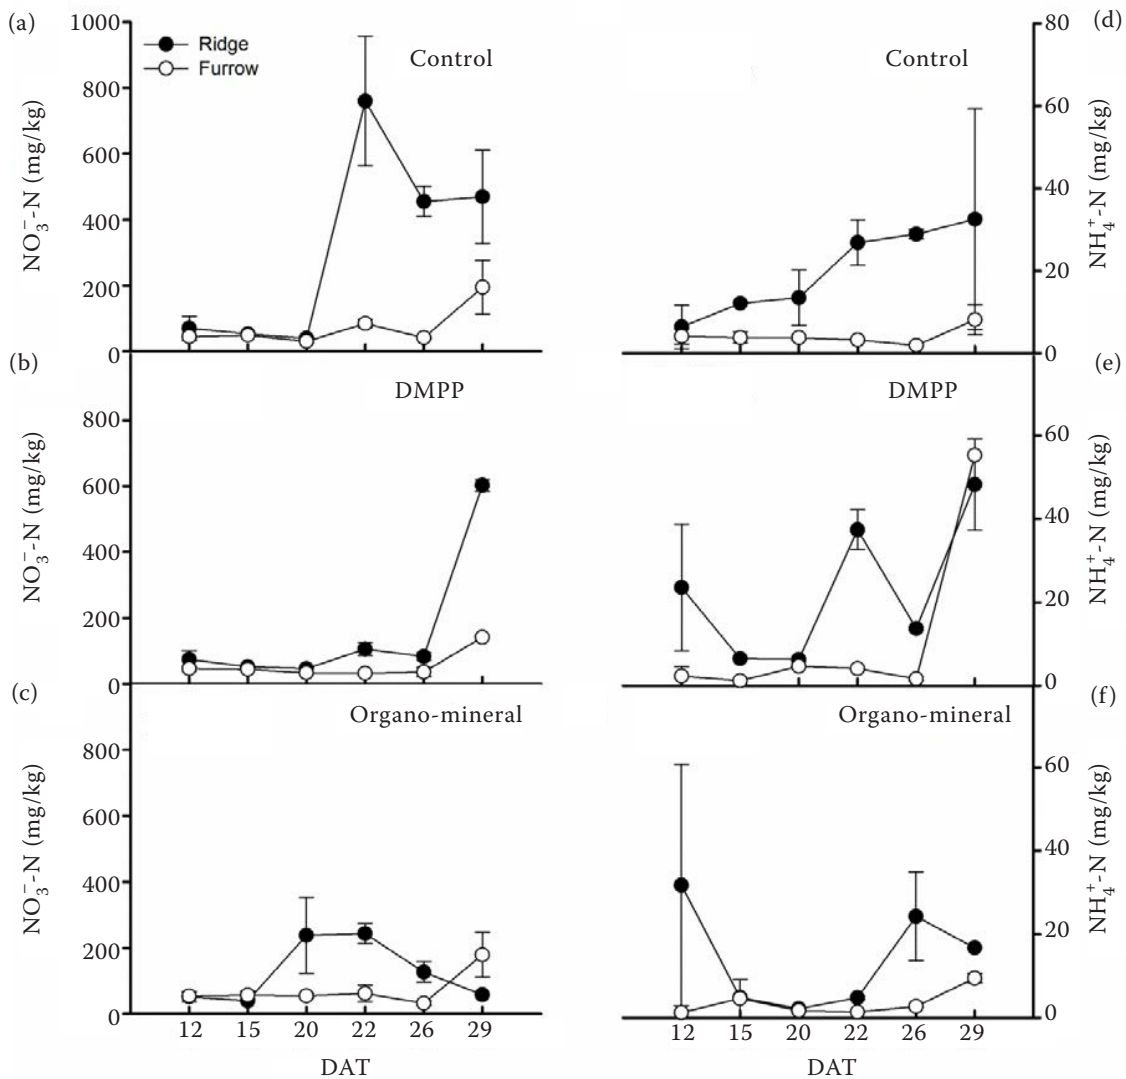 (a)
1000
800
600
400
200
0
NO₃⁻-N (mg/kg)
Ridge
Furrow
Control
(d)
Control
80
60
40
20
0
NH₄⁺-N (mg/kg)
(b)
800
600
400
200
0
NO₃⁻-N (mg/kg)
DMPP
(e)
DMPP
60
40
20
0
NH₄⁺-N (mg/kg)
(c)
800
600
400
200
0
NO₃⁻-N (mg/kg)
Organo-mineral
12 15 20 22 26 29
DAT
(f)
Organo-mineral
60
40
20
0
NH₄⁺-N (mg/kg)
12 15 20 22 26 29
DAT